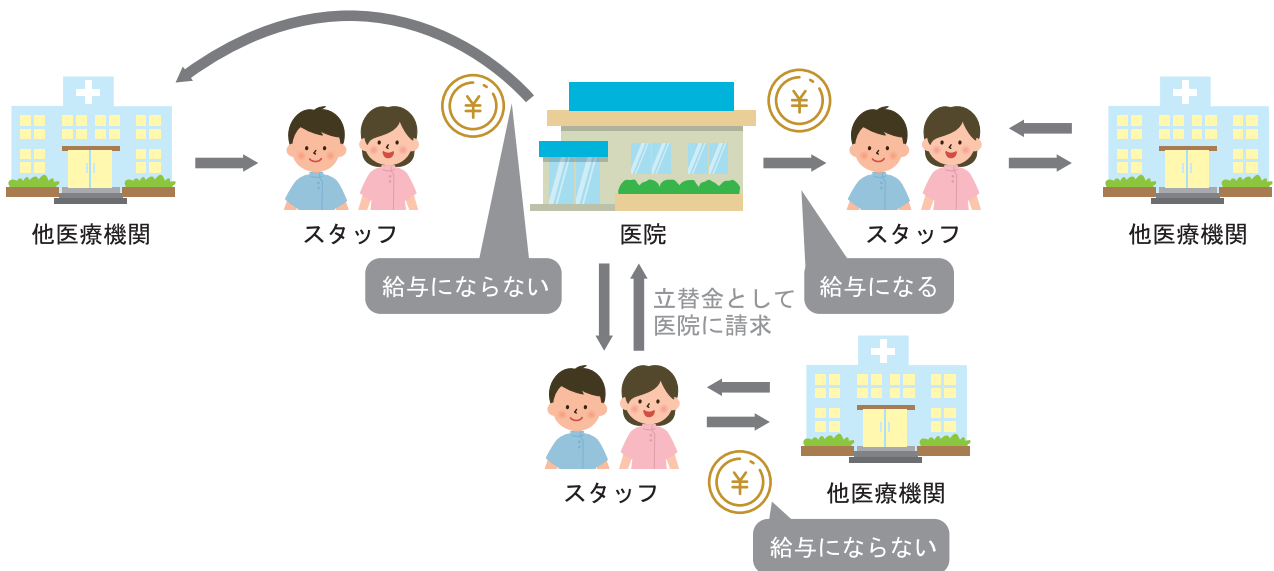 他医療機関
スタッフ
医院
スタッフ
他医療機関
給与にならない
給与になる
立替金として
医院に請求
スタッフ
他医療機関
給与にならない
¥
¥
¥